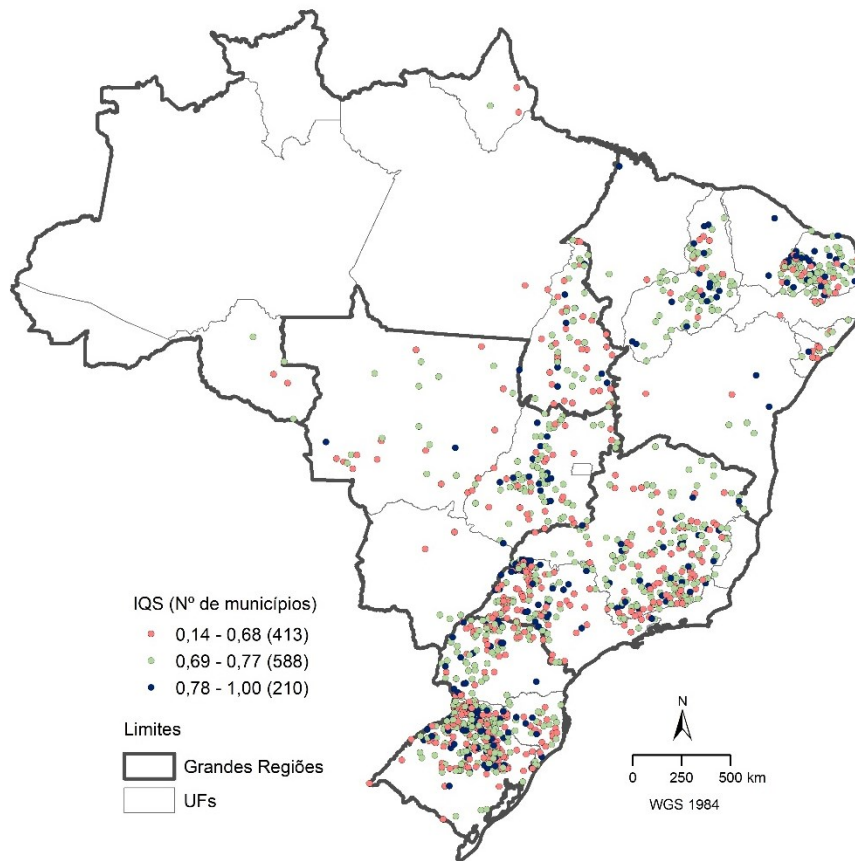 IQS (Nº de municípios)
0,14 - 0,68 (413)
0,69 - 0,77 (588)
0,78 - 1,00 (210)
Limites
Grandes Regiões
UFs
N
0 250 500 km
WGS 1984